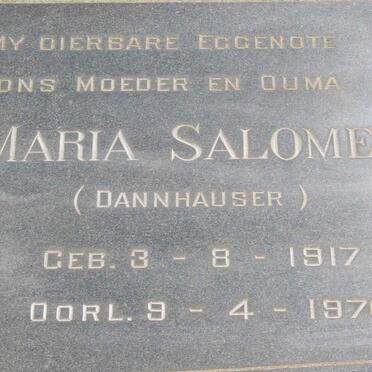 MY DIERBARE EGGENOTE
ONS MOEDER EN OUMA
MARIA SALOME
(DANNHAUSER)
GEB. 3 - 8 - 1917
OORL. 9 - 4 - 197